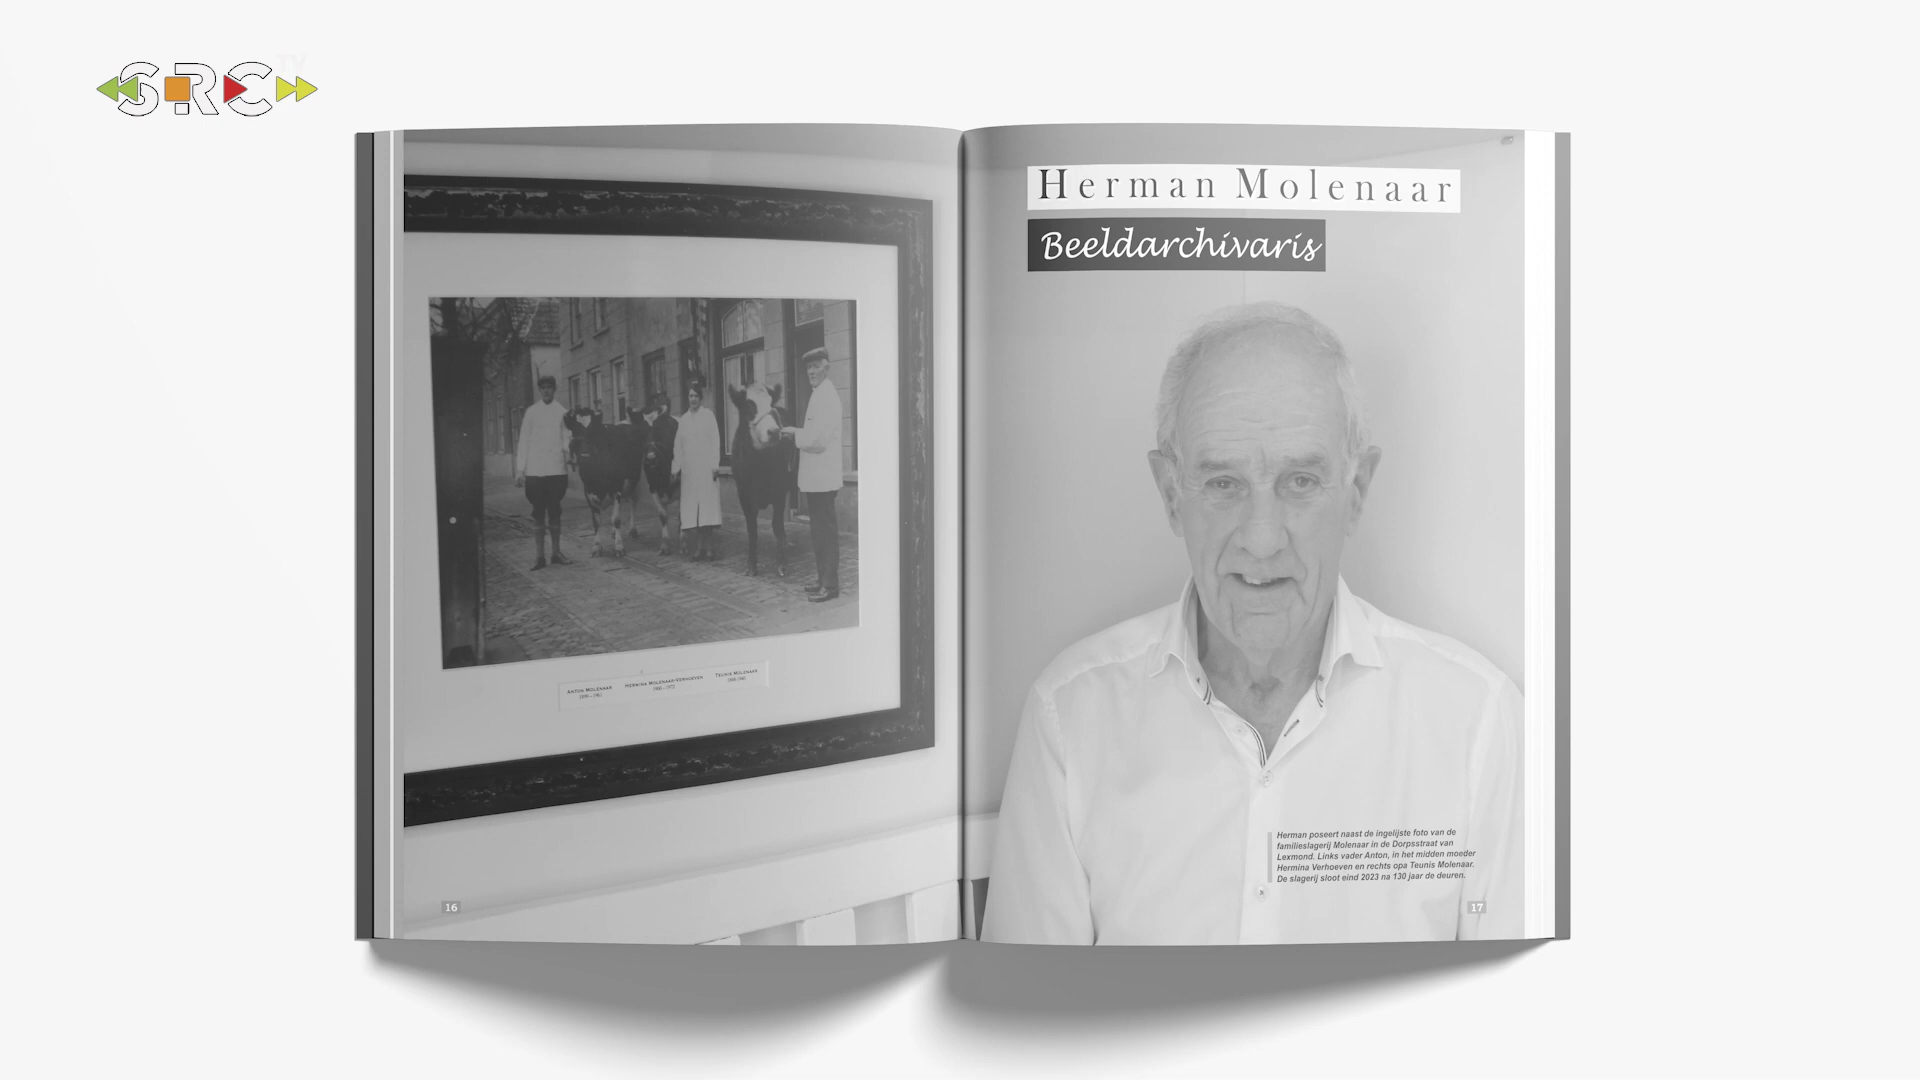 SRC
TV
ANTON MOLENAAR HERMINA MOLENAAR-VERHOEVEN TEUNIS MOLENAAR
16
Herman Molenaar
Beeldarchivaris
Herman poseert naast de ingelijste foto van de
familieslagerij Molenaar in de Dorpsstraat van
Lexmond. Links vader Anton, in het midden moeder
Hermina Verhoeven en rechts opa Teunis Molenaar.
De slagerij sloot eind 2023 na 130 jaar de deuren.
17